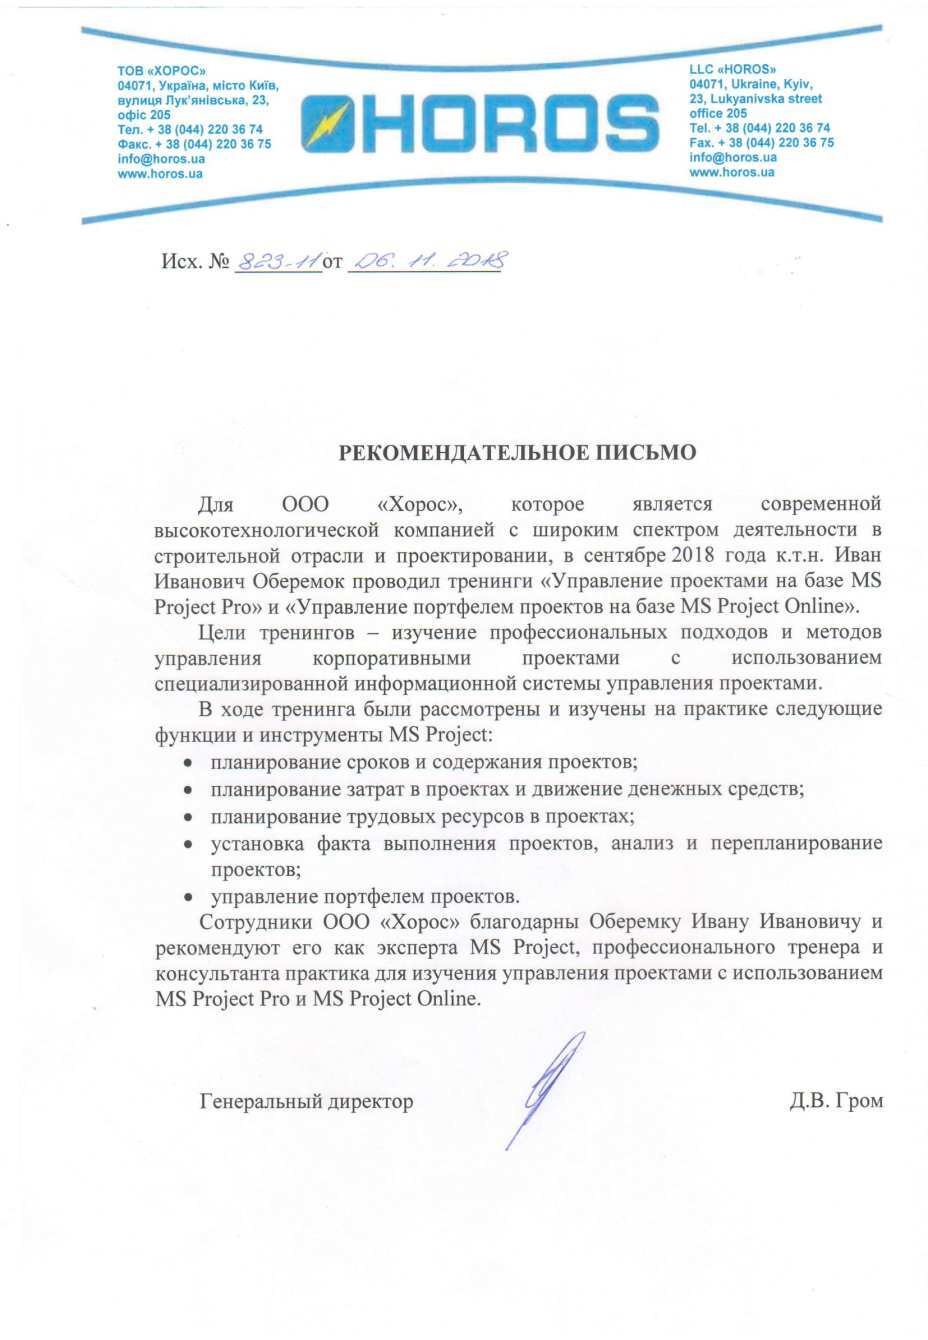 ТОВ «ХОРОС»
04071, Україна, місто Київ,
вулиця Лук'янівська, 23,
офіс 205
Тел. + 38 (044) 220 36 74
Факс. + 38 (044) 220 36 75
info@horos.ua
www.horos.ua
HOROS
LLC «HOROS»
04071, Ukraine, Kyiv,
23, Lukyanivska street
office 205
Tel. + 38 (044) 220 36 74
Fax. + 38 (044) 220 36 75
info@horos.ua
www.horos.ua
Исх. № 823-11 от 06. 11. 2018
РЕКОМЕНДАТЕЛЬНОЕ ПИСЬМО
Для ООО «Хорос», которое является современной
высокотехнологической компанией с широким спектром деятельности в
строительной отрасли и проектировании, в сентябре 2018 года к.т.н. Иван
Иванович Оберемок проводил тренинги «Управление проектами на базе MS
Project Pro» и «Управление портфелем проектов на базе MS Project Online».
Цели тренингов – изучение профессиональных подходов и методов
управления корпоративными проектами с использованием
специализированной информационной системы управления проектами.
В ходе тренинга были рассмотрены и изучены на практике следующие
функции и инструменты MS Project:
• планирование сроков и содержания проектов;
• планирование затрат в проектах и движение денежных средств;
• планирование трудовых ресурсов в проектах;
• установка факта выполнения проектов, анализ и перепланирование
проектов;
• управление портфелем проектов.
Сотрудники ООО «Хорос» благодарны Оберемку Ивану Ивановичу и
рекомендуют его как эксперта MS Project, профессионального тренера и
консультанта практика для изучения управления проектами с использованием
MS Project Pro и MS Project Online.
Генеральный директор Д.В. Гром